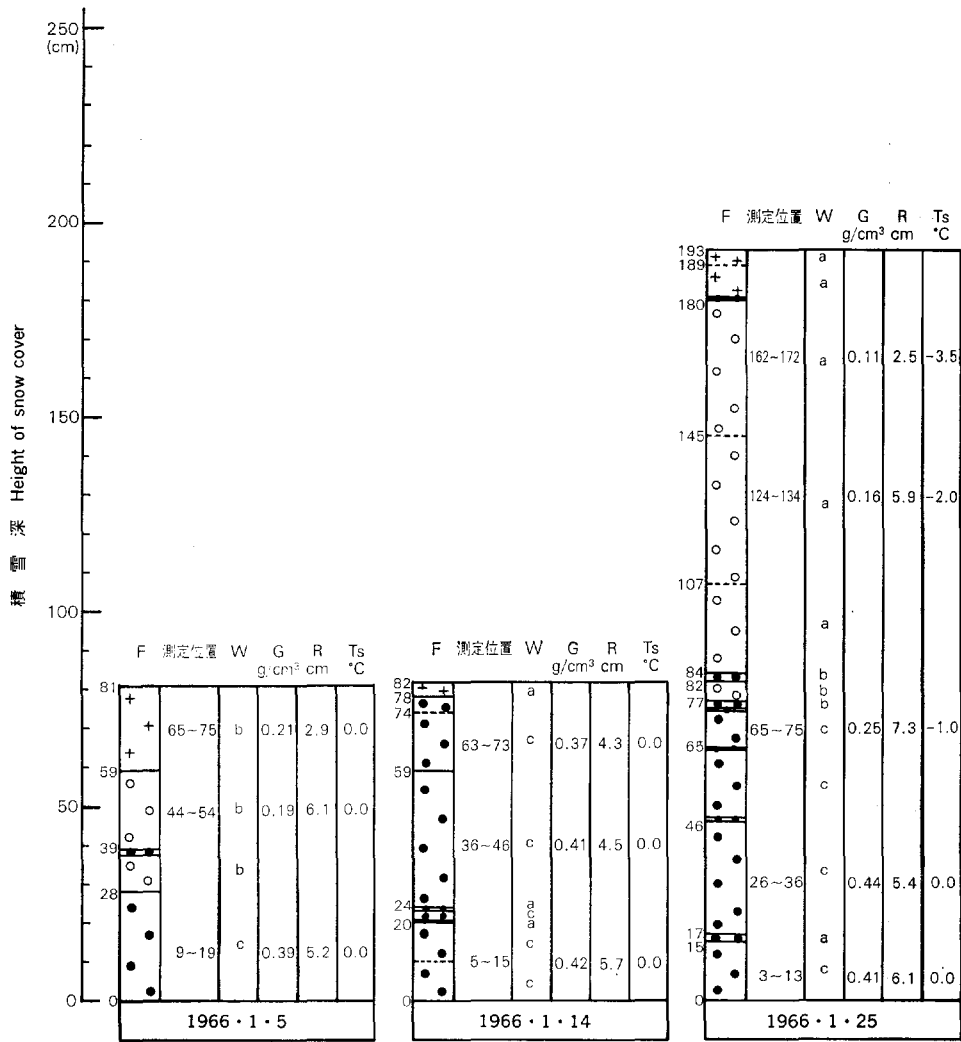 250
(cm)
200
150
100
50
0
積雪深 Height of snow cover
F 測定位置 W G R Ts
g/cm³ cm °C
81
65~75 b 0.21 2.9 0.0
59
44~54 b 0.19 6.1 0.0
39
b
28
9~19 c 0.39 5.2 0.0
0
1966・1・5
F 測定位置 W G R Ts
g/cm³ cm °C
82
a
78
74
63~73 c 0.37 4.3 0.0
59
36~46 c 0.41 4.5 0.0
24 a
c
20 a
c
5~15 0.42 5.7 0.0
c
0
1966・1・14
F 測定位置 W G R Ts
g/cm³ cm °C
193 a
189
a
180
162~172 a 0.11 2.5 -3.5
145
124~134 a 0.16 5.9 -2.0
107
a
84 b
82 b
77 b
65~75 c 0.25 7.3 -1.0
65
c
46
26~36 c 0.44 5.4 0.0
17 a
15
3~13 c 0.41 6.1 0.0
0
1966・1・25